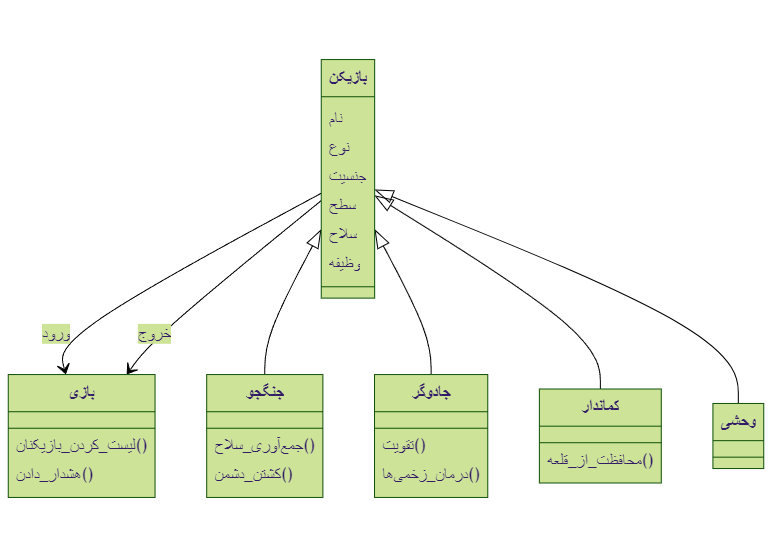 بازیکن
نام
نوع
جنسیت
سطح
سلاح
وظیفه
ورود
خروج
بازی
لیست_کردن_بازیکنان()
هشدار_دادن()
جنگجو
جمع‌آوری_سلاح()
کشتن_دشمن()
جادوگر
تقویت()
درمان_زخمی‌ها()
کماندار
محافظت_از_قلعه()
وحشی